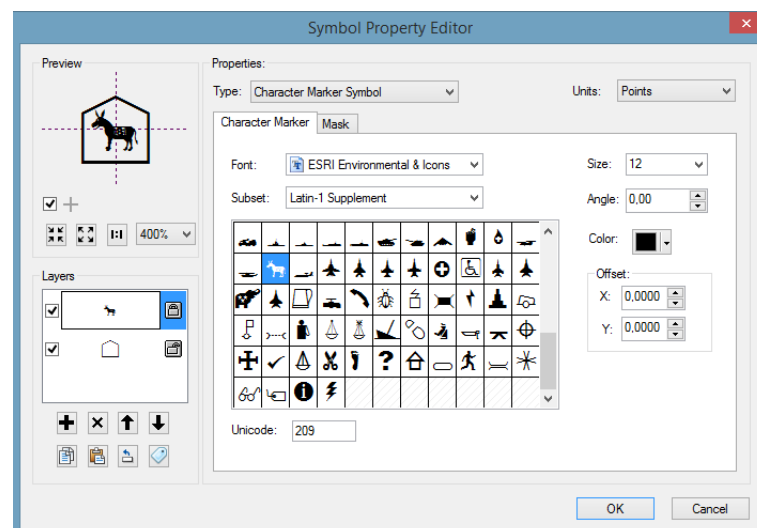 Symbol Property Editor
Preview
Properties:
Type: Character Marker Symbol
Units: Points
Character Marker
Mask
Font: ESRI Environmental & Icons
Size: 12
Subset: Latin-1 Supplement
Angle: 0,00
1:1
400%
Color:
Layers
Offset:
X: 0,0000
Y: 0,0000
Unicode: 209
OK
Cancel